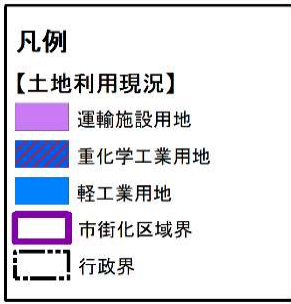 凡例
【土地利用現況】
運輸施設用地
重化学工業用地
軽工業用地
市街化区域界
行政界